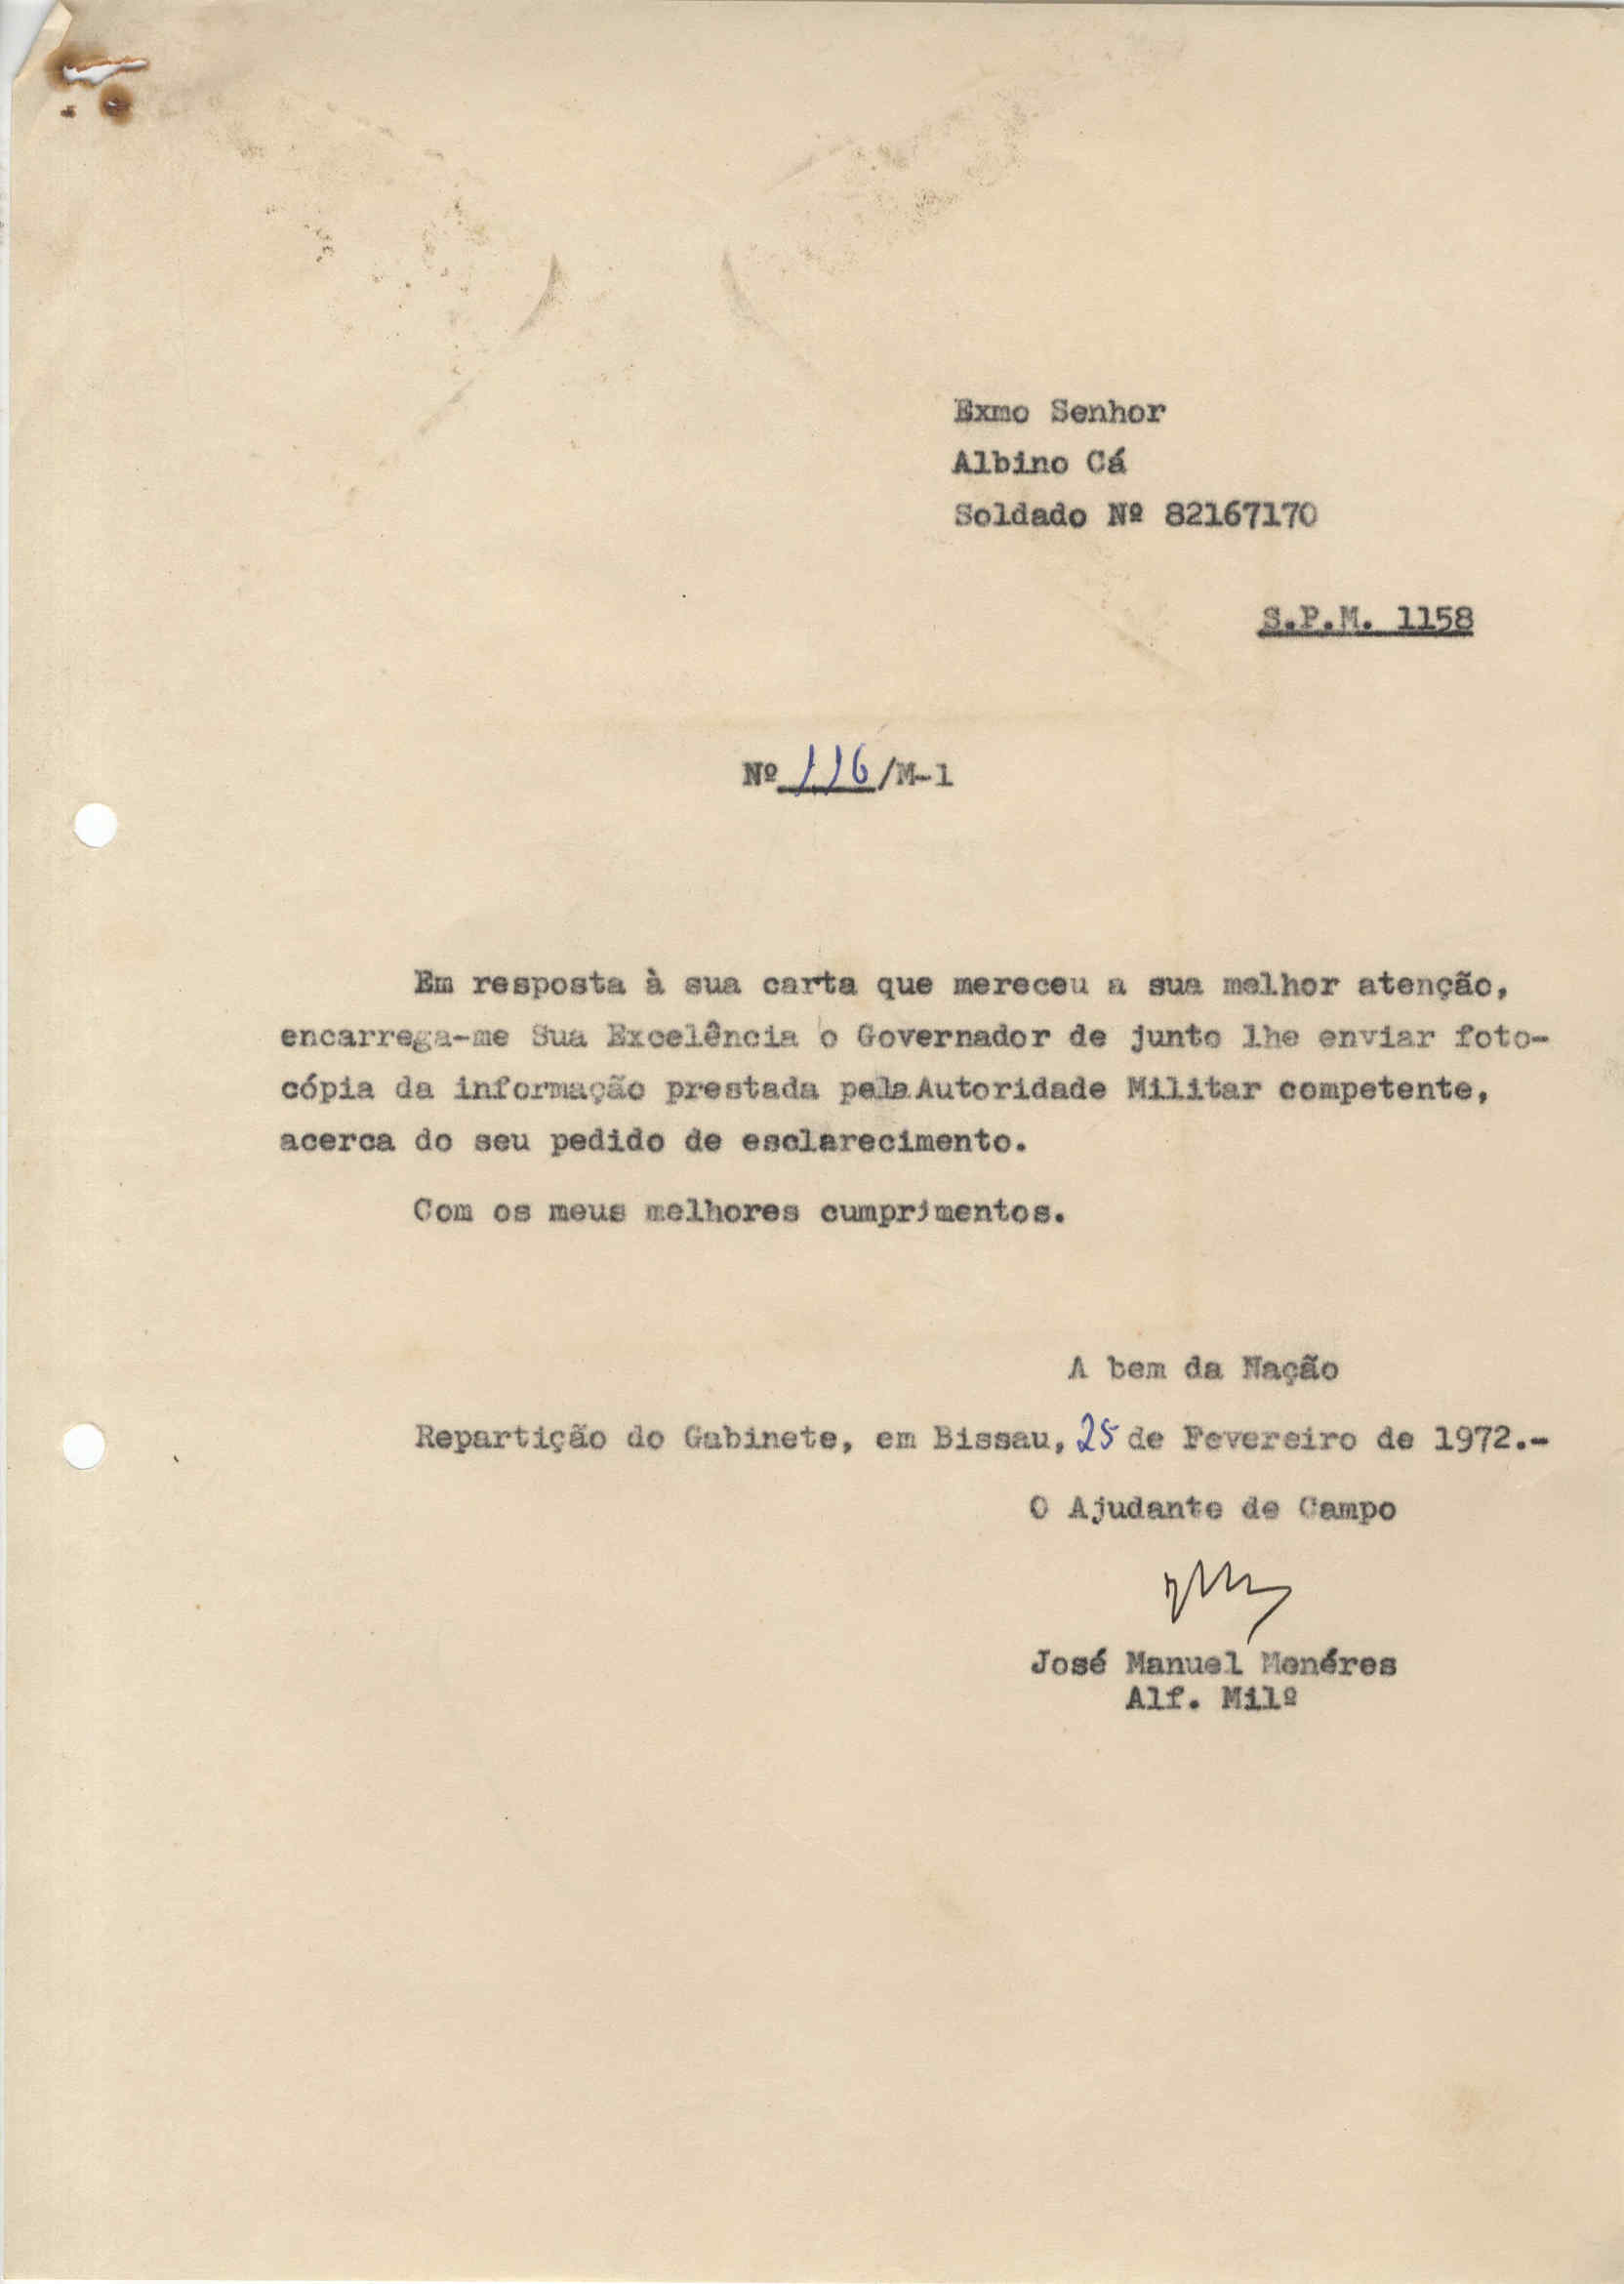 Exmo Senhor
Albino Cá
Soldado Nº 82167170
S.P.M. 1158
Nº 116/M-1
Em resposta à sua carta que mereceu a sua melhor atenção,
encarrega-me Sua Excelência o Governador de junto lhe enviar foto-
cópia da informação prestada pela Autoridade Militar competente,
acerca do seu pedido de esclarecimento.
Com os meus melhores cumprimentos.
A bem da Nação
Repartição do Gabinete, em Bissau, 25 de Fevereiro de 1972.-
O Ajudante de Campo
José Manuel Menéres
Alf. Milº